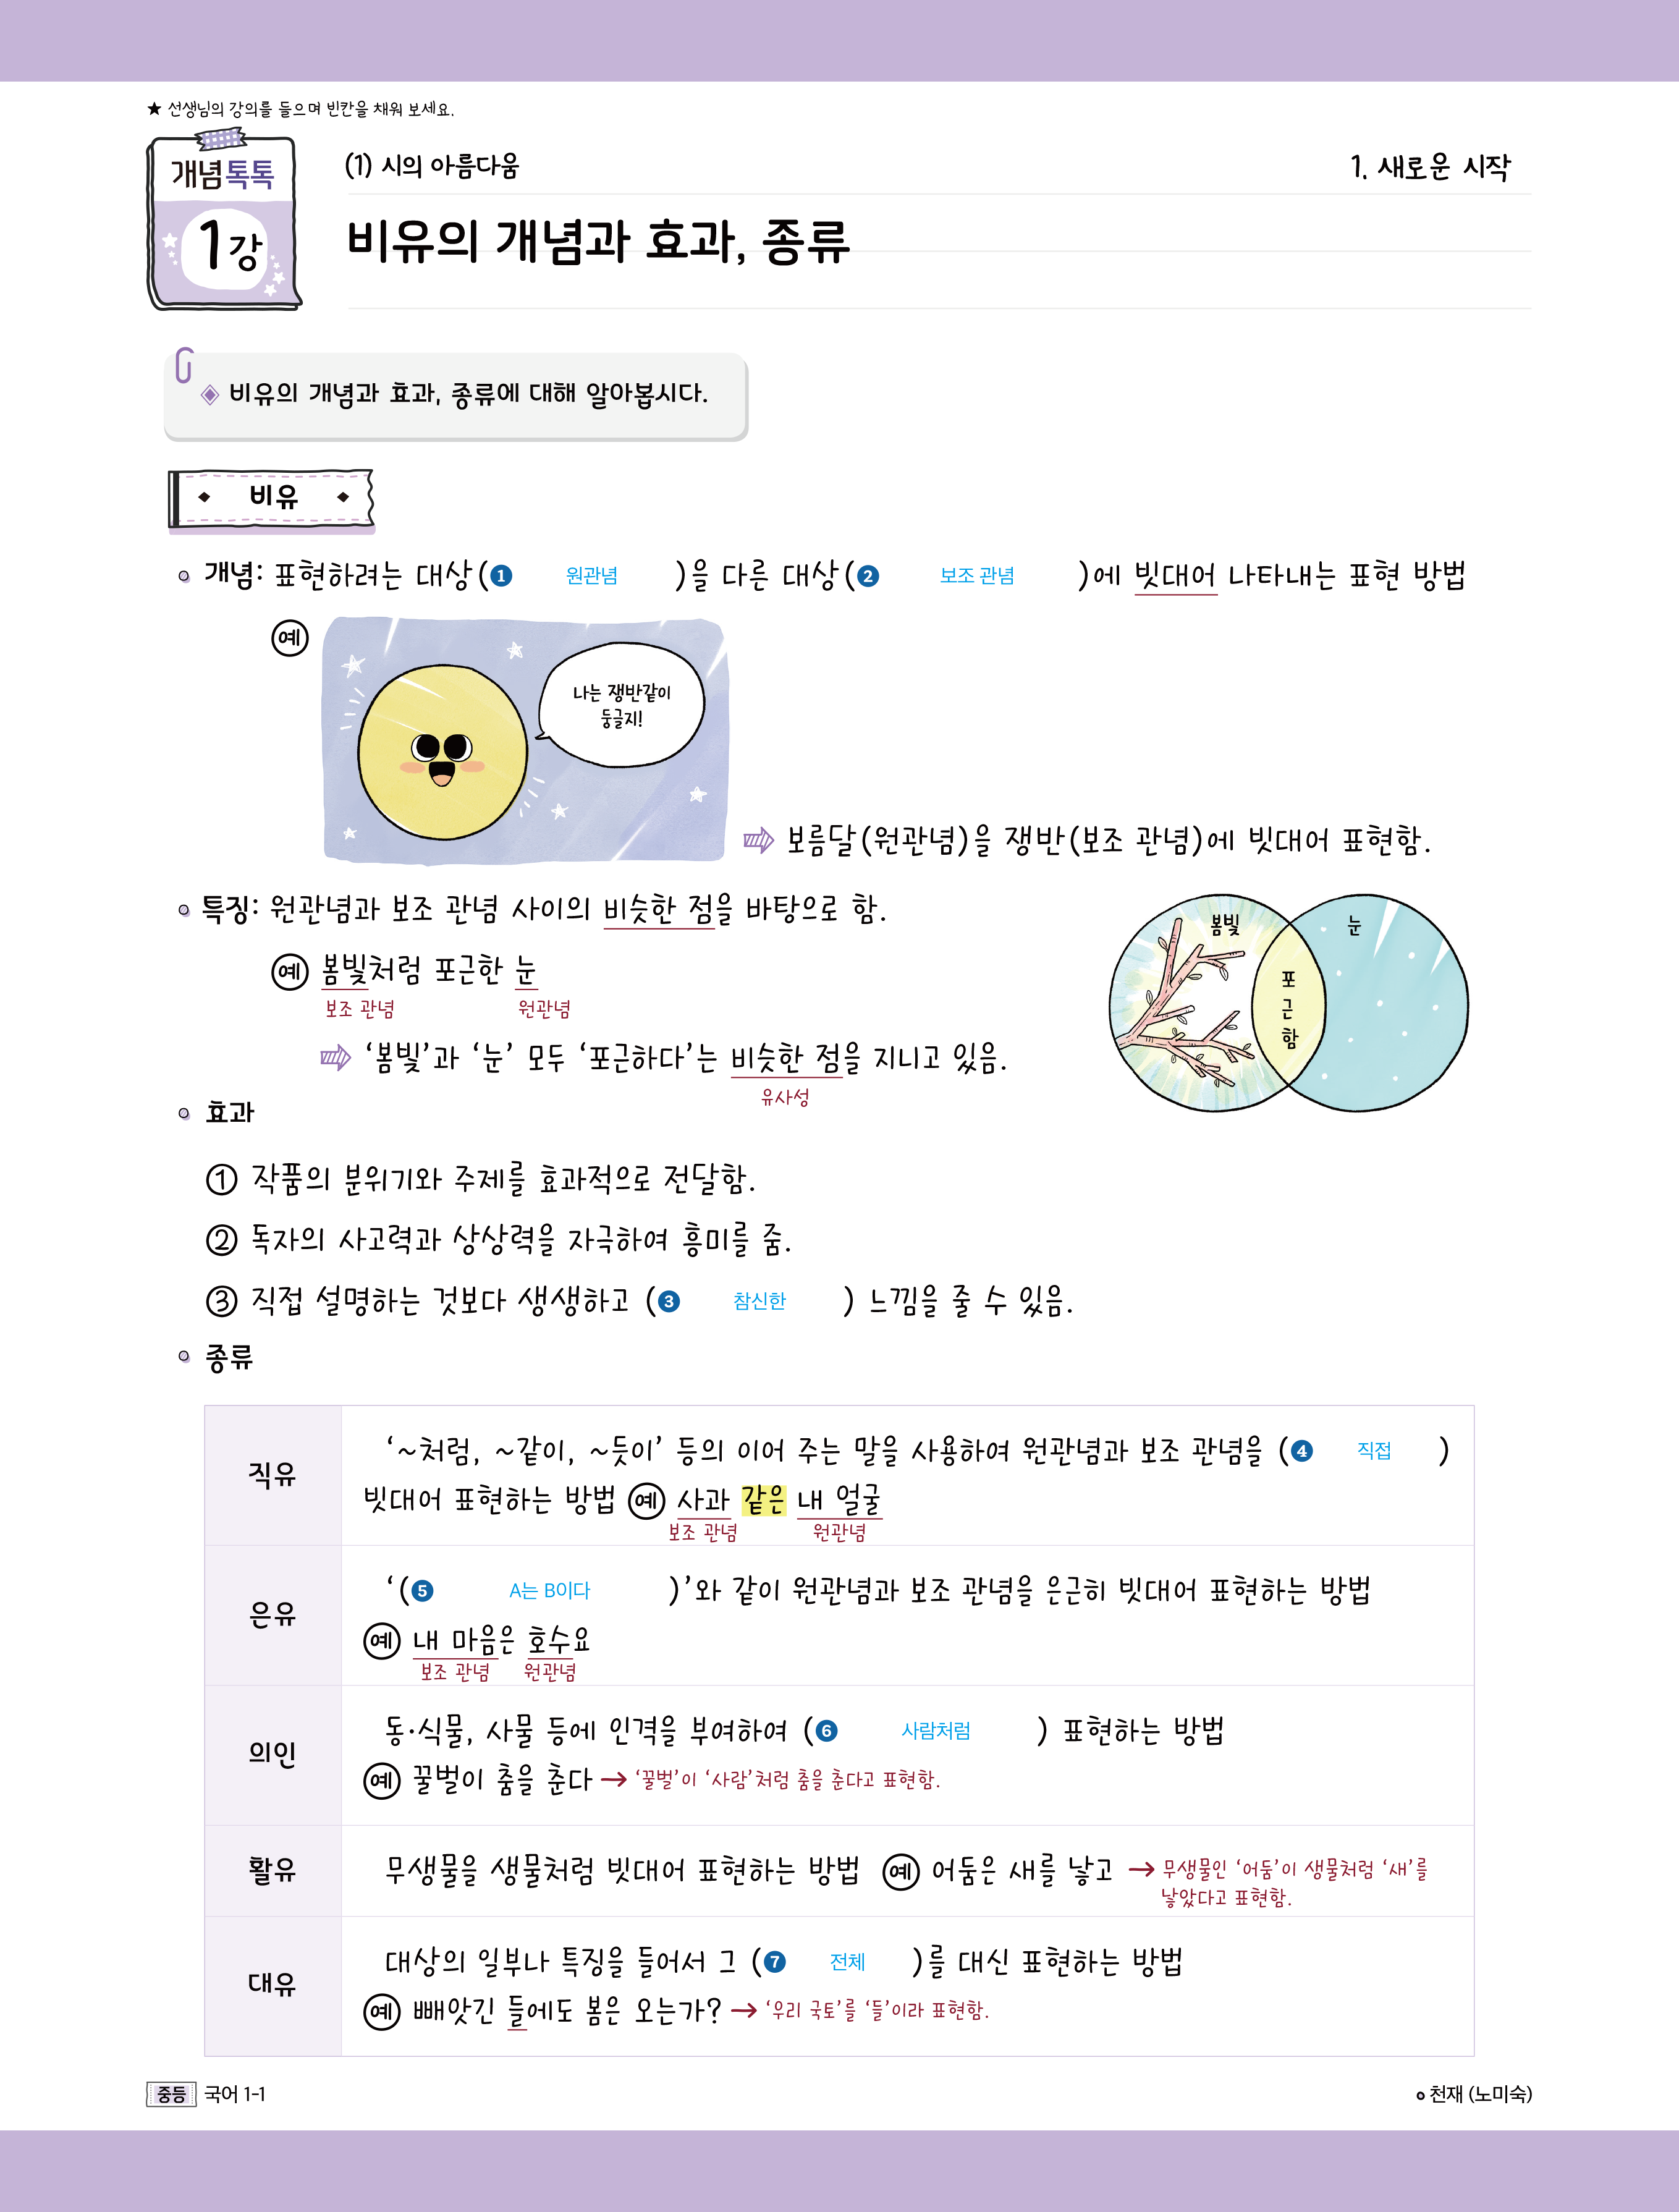 ★ 선생님의 강의를 들으며 빈칸을 채워 보세요.
개념톡톡
1강
(1) 시의 아름다움
1. 새로운 시작
비유의 개념과 효과, 종류
◈ 비유의 개념과 효과, 종류에 대해 알아봅시다.
비유
개념: 표현하려는 대상(❶ 원관념 )을 다른 대상(❷ 보조 관념 )에 빗대어 나타내는 표현 방법
예
나는 쟁반같이
둥글지!
⇨ 보름달(원관념)을 쟁반(보조 관념)에 빗대어 표현함.
특징: 원관념과 보조 관념 사이의 비슷한 점을 바탕으로 함.
예 봄빛처럼 포근한 눈
보조 관념 원관념
⇨ ‘봄빛’과 ‘눈’ 모두 ‘포근하다’는 비슷한 점을 지니고 있음.
유사성
봄빛
눈
포
근
함
효과
① 작품의 분위기와 주제를 효과적으로 전달함.
② 독자의 사고력과 상상력을 자극하여 흥미를 줌.
③ 직접 설명하는 것보다 생생하고 (❸ 참신한 ) 느낌을 줄 수 있음.
종류
직유
‘~처럼, ~같이, ~듯이’ 등의 이어 주는 말을 사용하여 원관념과 보조 관념을 (❹ 직접 )
빗대어 표현하는 방법 예 사과 같은 내 얼굴
보조 관념 원관념
은유
‘(❺ A는 B이다 )’와 같이 원관념과 보조 관념을 은근히 빗대어 표현하는 방법
예 내 마음은 호수요
보조 관념 원관념
의인
동·식물, 사물 등에 인격을 부여하여 (❻ 사람처럼 ) 표현하는 방법
예 꿀벌이 춤을 춘다 → ‘꿀벌’이 ‘사람’처럼 춤을 춘다고 표현함.
활유
무생물을 생물처럼 빗대어 표현하는 방법 예 어둠은 새를 낳고 → 무생물인 ‘어둠’이 생물처럼 ‘새’를
낳았다고 표현함.
대유
대상의 일부나 특징을 들어서 그 (❼ 전체 )를 대신 표현하는 방법
예 빼앗긴 들에도 봄은 오는가? → ‘우리 국토’를 ‘들’이라 표현함.
중등 국어 1-1
천재 (노미숙)